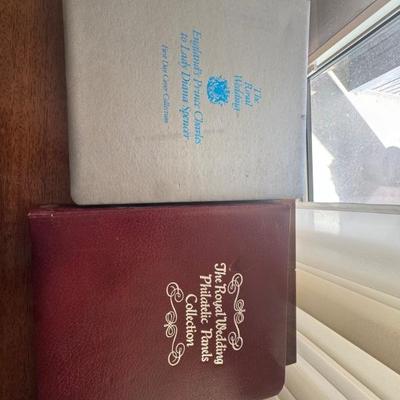 The
Royal
Wedding
England's Prince Charles
to Lady Diana Spencer
First Day Cover Collection
The Royal Wedding
Philatelic Panels
Collection